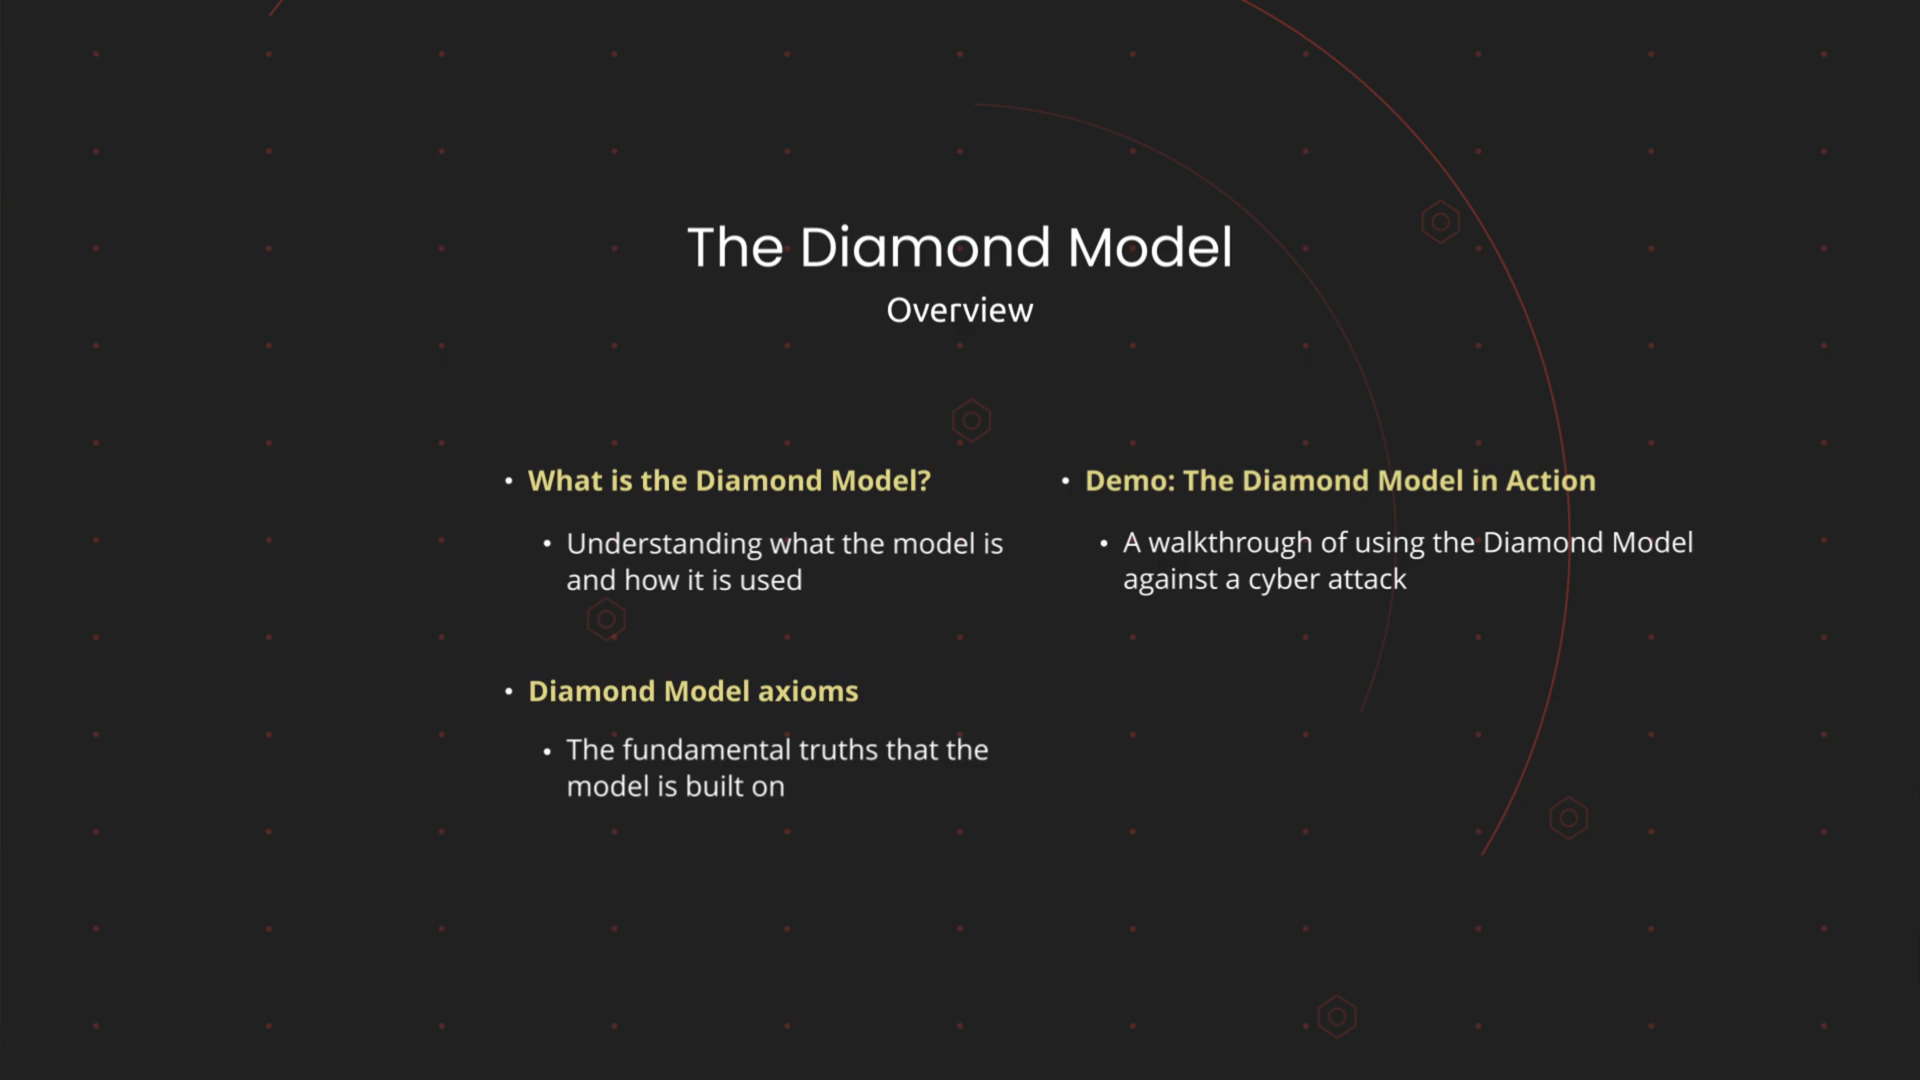 The Diamond Model
Overview
• What is the Diamond Model?
• Understanding what the model is
and how it is used
• Diamond Model axioms
• The fundamental truths that the
model is built on
• Demo: The Diamond Model in Action
• A walkthrough of using the Diamond Model
against a cyber attack